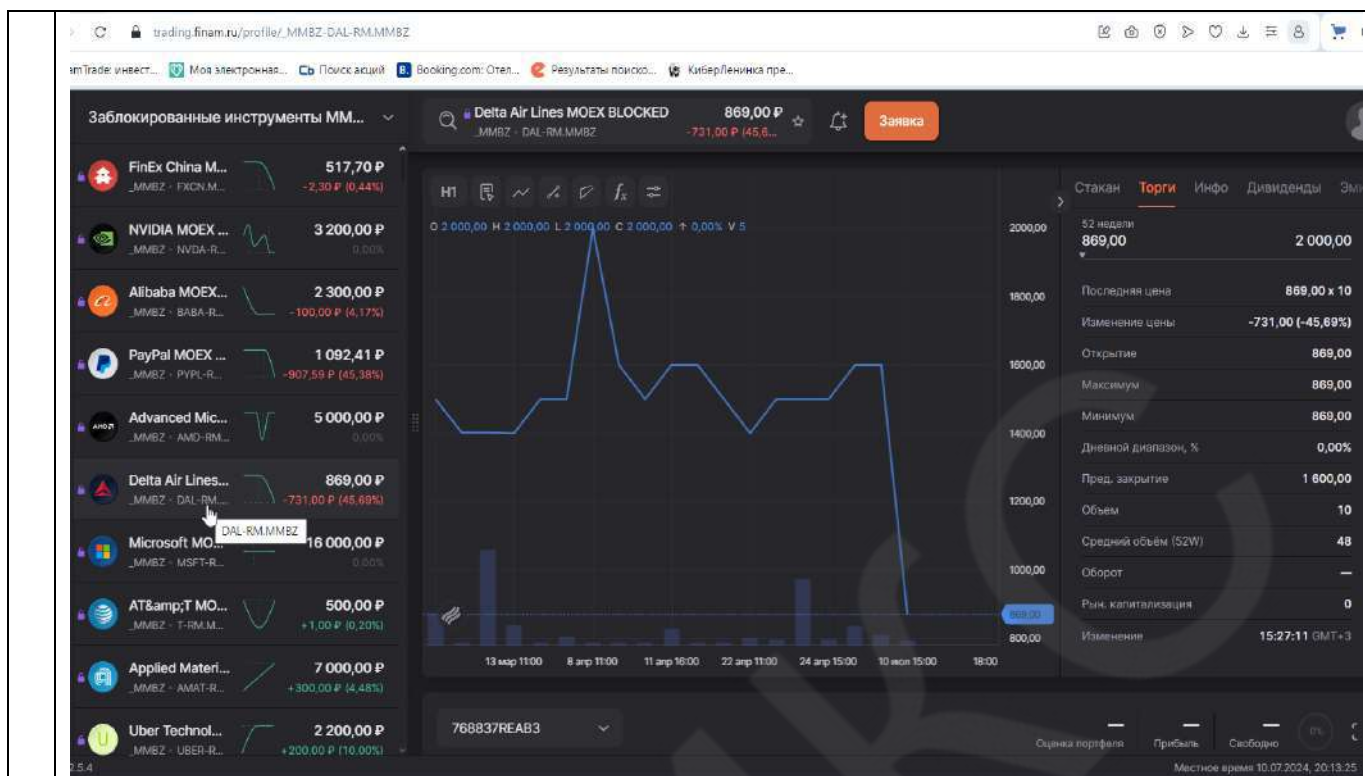 trading.finam.ru/profile/_MMBZ-DAL-RM.MMBZ
amTrade: инвест... Моя электронная... Поиск акций Booking.com: Отел... Результаты поиско... КиберЛенинка пре...
Заблокированные инструменты ММ...
Delta Air Lines MOEX BLOCKED 869,00 ₽
_MMBZ · DAL-RM.MMBZ -731,00 ₽ (45,6...
Заявка
FinEx China M... 517,70 ₽
_MMBZ · FXCN.M... -2,30 ₽ (0,44%)
NVIDIA MOEX ... 3 200,00 ₽
_MMBZ · NVDA-R... 0,00%
Alibaba MOEX... 2 300,00 ₽
_MMBZ · BABA-R... -100,00 ₽ (4,17%)
PayPal MOEX ... 1 092,41 ₽
_MMBZ · PYPL-R... -907,59 ₽ (45,38%)
Advanced Mic... 5 000,00 ₽
_MMBZ · AMD-RM... 0,00%
Delta Air Lines... 869,00 ₽
_MMBZ · DAL-RM.... -731,00 ₽ (45,69%)
DAL-RM.MMBZ
Microsoft MO... 16 000,00 ₽
_MMBZ · MSFT-R... 0,00%
AT&amp;T MO... 500,00 ₽
_MMBZ · T-RM.M... +1,00 ₽ (0,20%)
Applied Materi... 7 000,00 ₽
_MMBZ · AMAT-R... +300,00 ₽ (4,48%)
Uber Technol... 2 200,00 ₽
_MMBZ · UBER-R... +200,00 ₽ (10,00%)
2.5.4
H1
O 2 000,00 H 2 000,00 L 2 000,00 C 2 000,00 ↑ 0,00% V 5
2000,00
1800,00
1600,00
1400,00
1200,00
1000,00
869,00
800,00
13 мар 11:00 8 апр 11:00 11 апр 16:00 22 апр 11:00 24 апр 15:00 10 июл 15:00 18:00
Стакан Торги Инфо Дивиденды
52 недели
869,00 2 000,00
Последняя цена 869,00 x 10
Изменение цены -731,00 (-45,69%)
Открытие 869,00
Максимум 869,00
Минимум 869,00
Дневной диапазон, % 0,00%
Пред. закрытие 1 600,00
Объем 10
Средний объём (52W) 48
Оборот —
Рын. капитализация 0
Изменение 15:27:11 GMT+3
768837REAB3
— — — 0%
Оценка портфеля Прибыль Свободно
Местное время 10.07.2024, 20:13:25